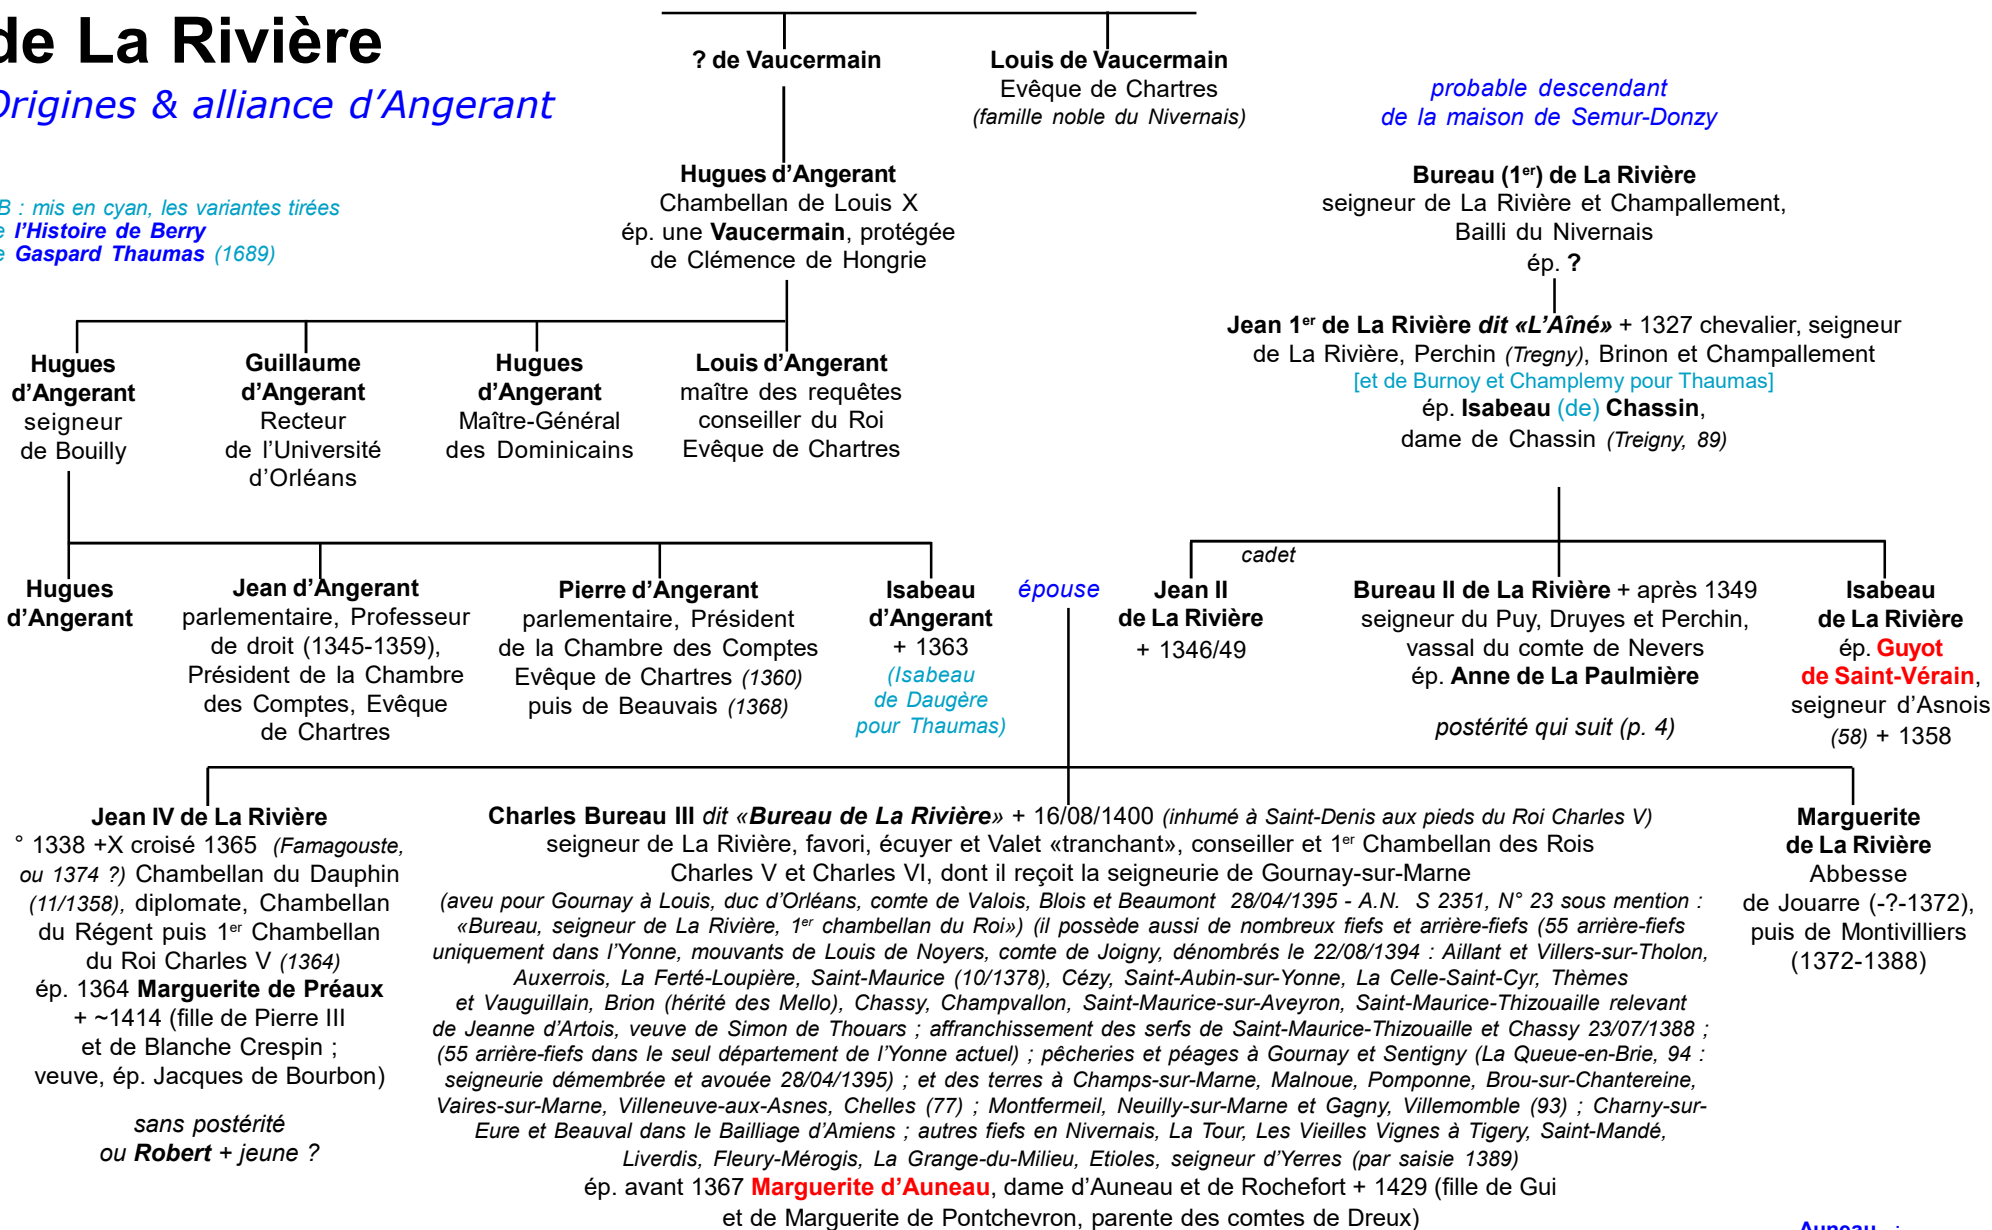 de La Rivière
Origines & alliance d’Angerant
B : mis en cyan, les variantes tirées
e l’Histoire de Berry
e Gaspard Thaumas (1689)
? de Vaucermain
Louis de Vaucermain
Evêque de Chartres
(famille noble du Nivernais)
probable descendant
de la maison de Semur-Donzy
Hugues d’Angerant
Chambellan de Louis X
ép. une Vaucermain, protégée
de Clémence de Hongrie
Bureau (1er) de La Rivière
seigneur de La Rivière et Champallement,
Bailli du Nivernais
ép. ?
Jean 1er de La Rivière dit «L’Aîné» + 1327 chevalier, seigneur
de La Rivière, Perchin (Tregny), Brinon et Champallement
[et de Burnoy et Champlemy pour Thaumas]
ép. Isabeau (de) Chassin,
dame de Chassin (Treigny, 89)
Hugues
d’Angerant
seigneur
de Bouilly
Guillaume
d’Angerant
Recteur
de l’Université
d’Orléans
Hugues
d’Angerant
Maître-Général
des Dominicains
Louis d’Angerant
maître des requêtes
conseiller du Roi
Evêque de Chartres
Hugues
d’Angerant
Jean d’Angerant
parlementaire, Professeur
de droit (1345-1359),
Président de la Chambre
des Comptes, Evêque
de Chartres
Pierre d’Angerant
parlementaire, Président
de la Chambre des Comptes
Evêque de Chartres (1360)
puis de Beauvais (1368)
Isabeau
d’Angerant
+ 1363
(Isabeau
de Daugère
pour Thaumas)
épouse
cadet
Jean II
de La Rivière
+ 1346/49
Bureau II de La Rivière + après 1349
seigneur du Puy, Druyes et Perchin,
vassal du comte de Nevers
ép. Anne de La Paulmière
postérité qui suit (p. 4)
Isabeau
de La Rivière
ép. Guyot
de Saint-Vérain,
seigneur d’Asnois
(58) + 1358
Jean IV de La Rivière
° 1338 +X croisé 1365 (Famagouste,
ou 1374 ?) Chambellan du Dauphin
(11/1358), diplomate, Chambellan
du Régent puis 1er Chambellan
du Roi Charles V (1364)
ép. 1364 Marguerite de Préaux
+ ~1414 (fille de Pierre III
et de Blanche Crespin ;
veuve, ép. Jacques de Bourbon)
sans postérité
ou Robert + jeune ?
Charles Bureau III dit «Bureau de La Rivière» + 16/08/1400 (inhumé à Saint-Denis aux pieds du Roi Charles V)
seigneur de La Rivière, favori, écuyer et Valet «tranchant», conseiller et 1er Chambellan des Rois
Charles V et Charles VI, dont il reçoit la seigneurie de Gournay-sur-Marne
(aveu pour Gournay à Louis, duc d’Orléans, comte de Valois, Blois et Beaumont 28/04/1395 - A.N. S 2351, N° 23 sous mention :
«Bureau, seigneur de La Rivière, 1er chambellan du Roi») (il possède aussi de nombreux fiefs et arrière-fiefs (55 arrière-fiefs
uniquement dans l’Yonne, mouvants de Louis de Noyers, comte de Joigny, dénombrés le 22/08/1394 : Aillant et Villers-sur-Tholon,
Auxerrois, La Ferté-Loupière, Saint-Maurice (10/1378), Cézy, Saint-Aubin-sur-Yonne, La Celle-Saint-Cyr, Thèmes
et Vauguillain, Brion (hérité des Mello), Chassy, Champvallon, Saint-Maurice-sur-Aveyron, Saint-Maurice-Thizouaille relevant
de Jeanne d’Artois, veuve de Simon de Thouars ; affranchissement des serfs de Saint-Maurice-Thizouaille et Chassy 23/07/1388 ;
(55 arrière-fiefs dans le seul département de l’Yonne actuel) ; pêcheries et péages à Gournay et Sentigny (La Queue-en-Brie, 94 :
seigneurie démembrée et avouée 28/04/1395) ; et des terres à Champs-sur-Marne, Malnoue, Pomponne, Brou-sur-Chantereine,
Vaires-sur-Marne, Villeneuve-aux-Asnes, Chelles (77) ; Montfermeil, Neuilly-sur-Marne et Gagny, Villemomble (93) ; Charny-sur-
Eure et Beauval dans le Bailliage d’Amiens ; autres fiefs en Nivernais, La Tour, Les Vieilles Vignes à Tigery, Saint-Mandé,
Liverdis, Fleury-Mérogis, La Grange-du-Milieu, Etioles, seigneur d’Yerres (par saisie 1389)
ép. avant 1367 Marguerite d’Auneau, dame d’Auneau et de Rochefort + 1429 (fille de Gui
et de Marguerite de Pontchevron, parente des comtes de Dreux)
Marguerite
de La Rivière
Abbesse
de Jouarre (-?-1372),
puis de Montivilliers
(1372-1388)
Auneau :